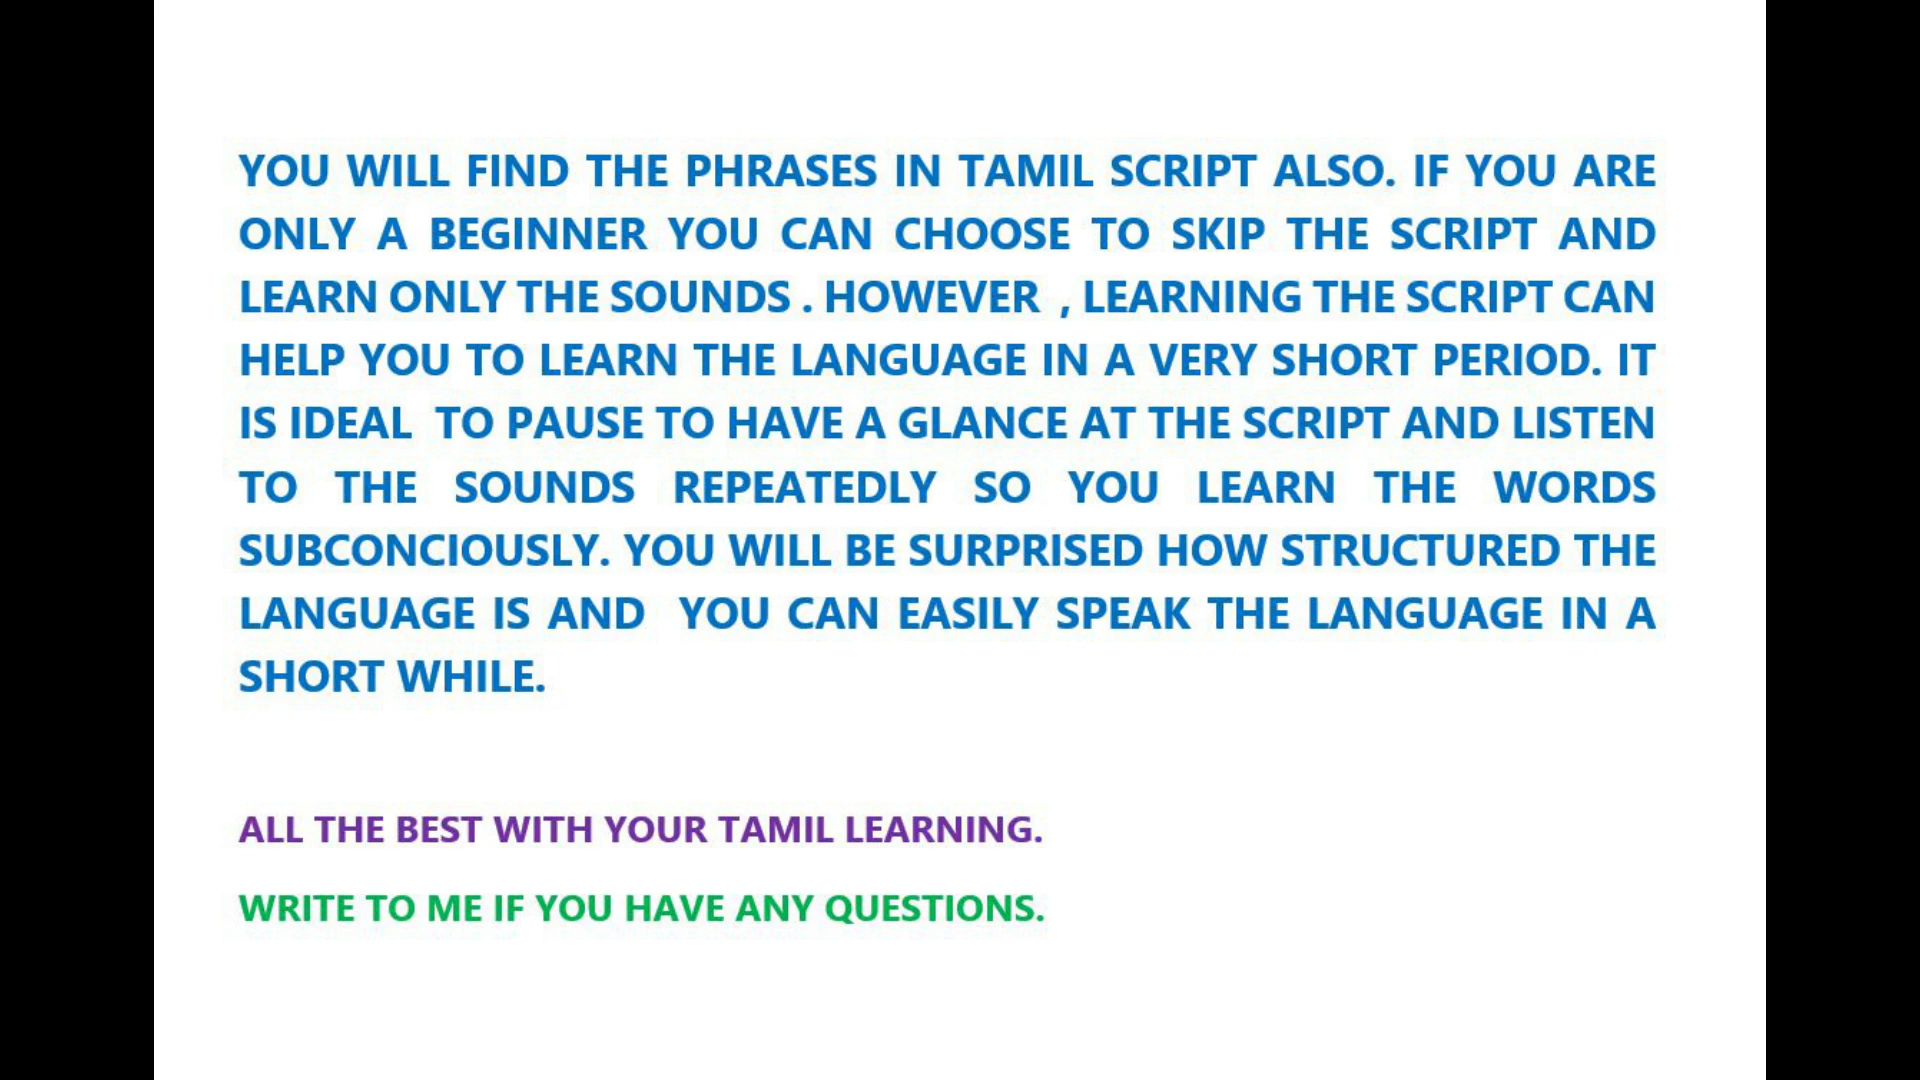 YOU WILL FIND THE PHRASES IN TAMIL SCRIPT ALSO. IF YOU ARE
ONLY A BEGINNER YOU CAN CHOOSE TO SKIP THE SCRIPT AND
LEARN ONLY THE SOUNDS . HOWEVER , LEARNING THE SCRIPT CAN
HELP YOU TO LEARN THE LANGUAGE IN A VERY SHORT PERIOD. IT
IS IDEAL TO PAUSE TO HAVE A GLANCE AT THE SCRIPT AND LISTEN
TO THE SOUNDS REPEATEDLY SO YOU LEARN THE WORDS
SUBCONCIOUSLY. YOU WILL BE SURPRISED HOW STRUCTURED THE
LANGUAGE IS AND YOU CAN EASILY SPEAK THE LANGUAGE IN A
SHORT WHILE.
ALL THE BEST WITH YOUR TAMIL LEARNING.
WRITE TO ME IF YOU HAVE ANY QUESTIONS.